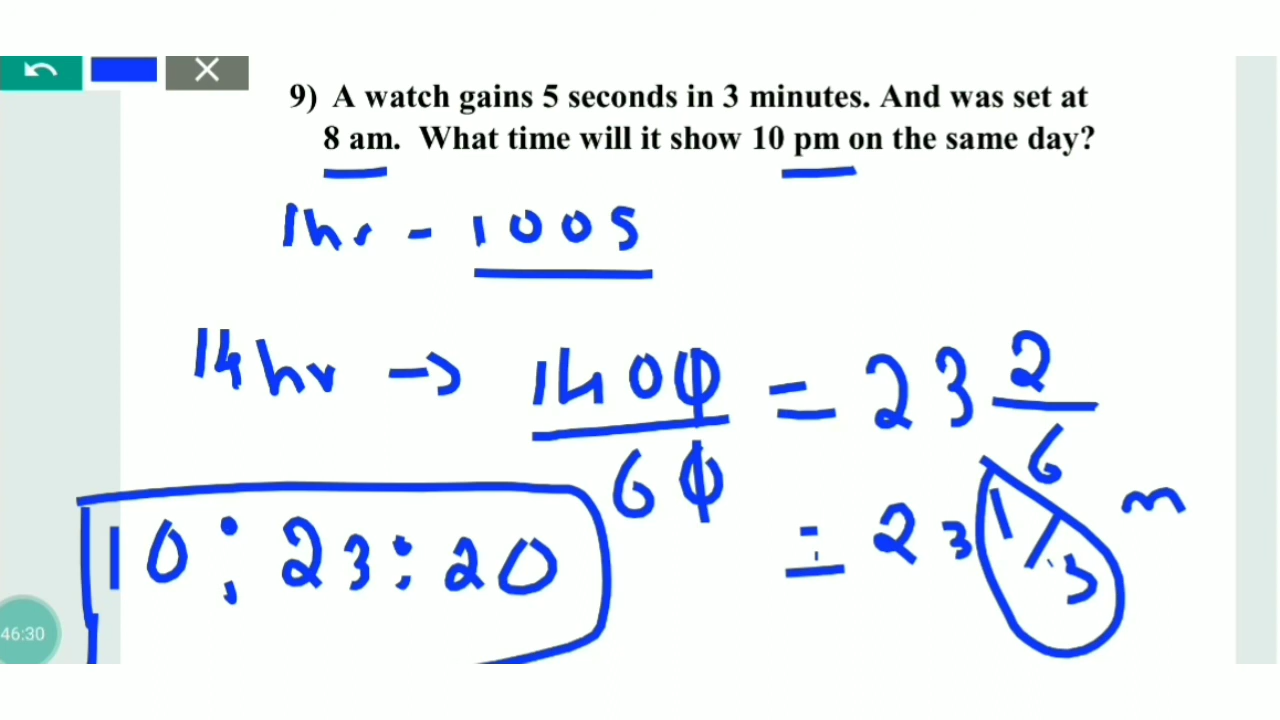 9) A watch gains 5 seconds in 3 minutes. And was set at
8 am. What time will it show 10 pm on the same day?
1hr - 100s
14hr → 1400/60 = 23 2/6
= 23 1/3 m
10:23:20
46:30